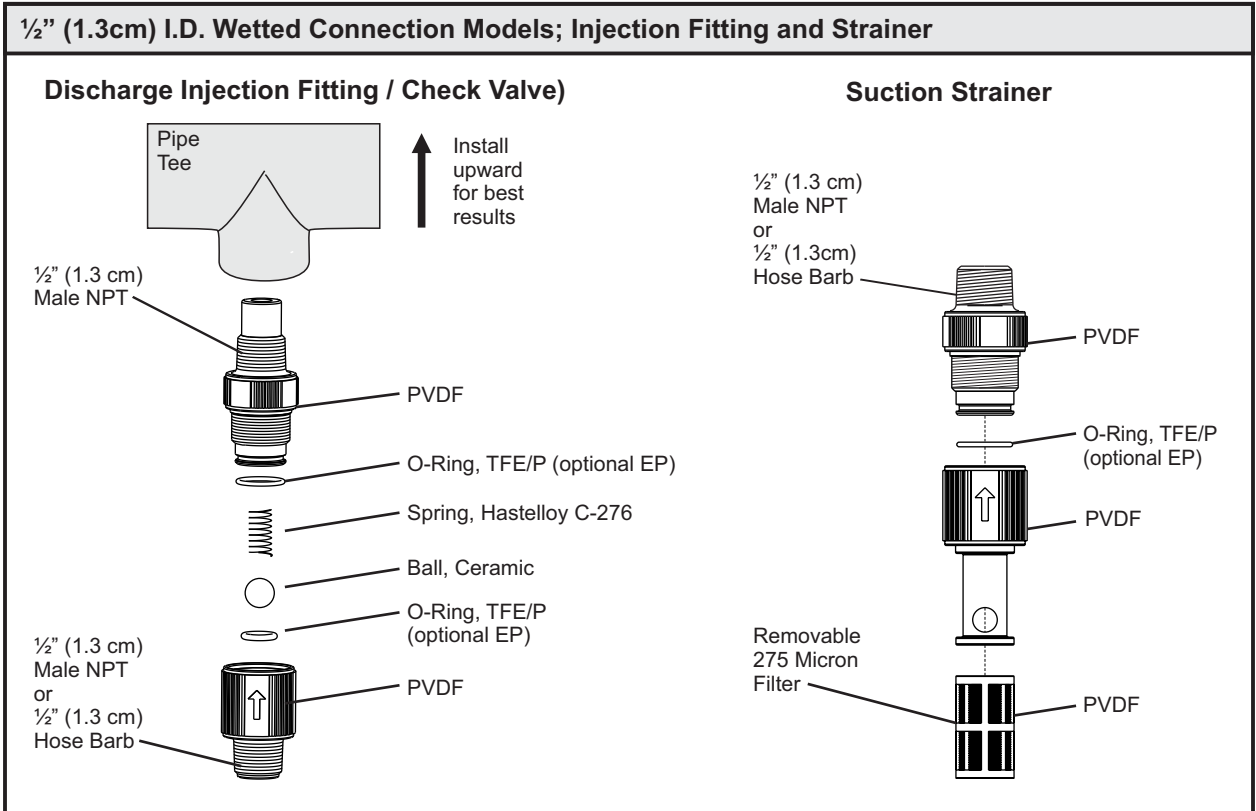 ½” (1.3cm) I.D. Wetted Connection Models; Injection Fitting and Strainer
Discharge Injection Fitting / Check Valve)
Pipe
Tee
Install
upward
for best
results
½” (1.3 cm)
Male NPT
PVDF
O-Ring, TFE/P (optional EP)
Spring, Hastelloy C-276
Ball, Ceramic
O-Ring, TFE/P
(optional EP)
½” (1.3 cm)
Male NPT
or
½” (1.3 cm)
Hose Barb
PVDF
Suction Strainer
½” (1.3 cm)
Male NPT
or
½” (1.3cm)
Hose Barb
PVDF
O-Ring, TFE/P
(optional EP)
PVDF
Removable
275 Micron
Filter
PVDF